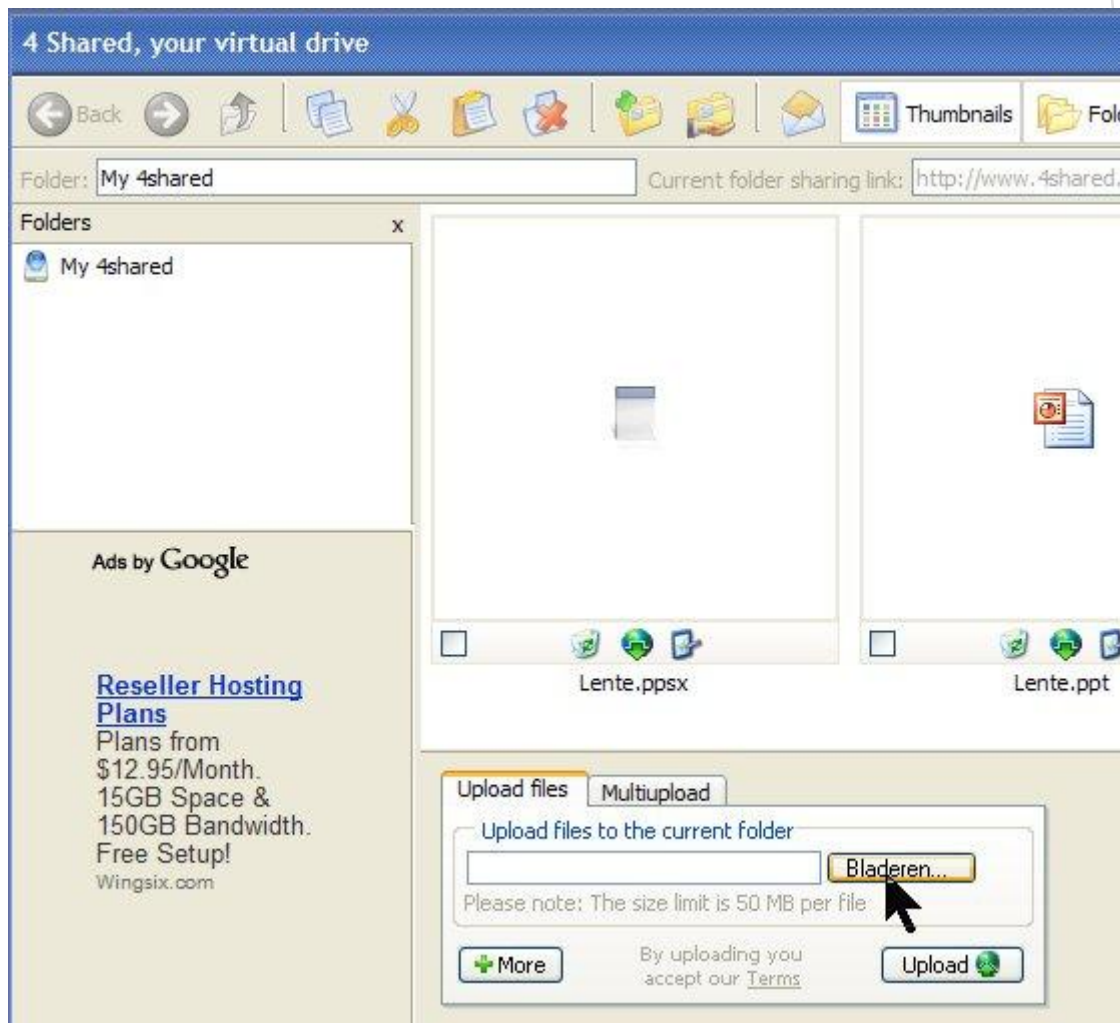 4 Shared, your virtual drive
Back
Thumbnails
Folder: My 4shared
Current folder sharing link: http://www.4shared.
Folders x
My 4shared
Lente.ppsx
Lente.ppt
Ads by Google
Reseller Hosting
Plans
Plans from
$12.95/Month.
15GB Space &
150GB Bandwidth.
Free Setup!
Wingsix.com
Upload files
Multiupload
Upload files to the current folder
Bladeren...
Please note: The size limit is 50 MB per file
More
By uploading you
accept our Terms
Upload